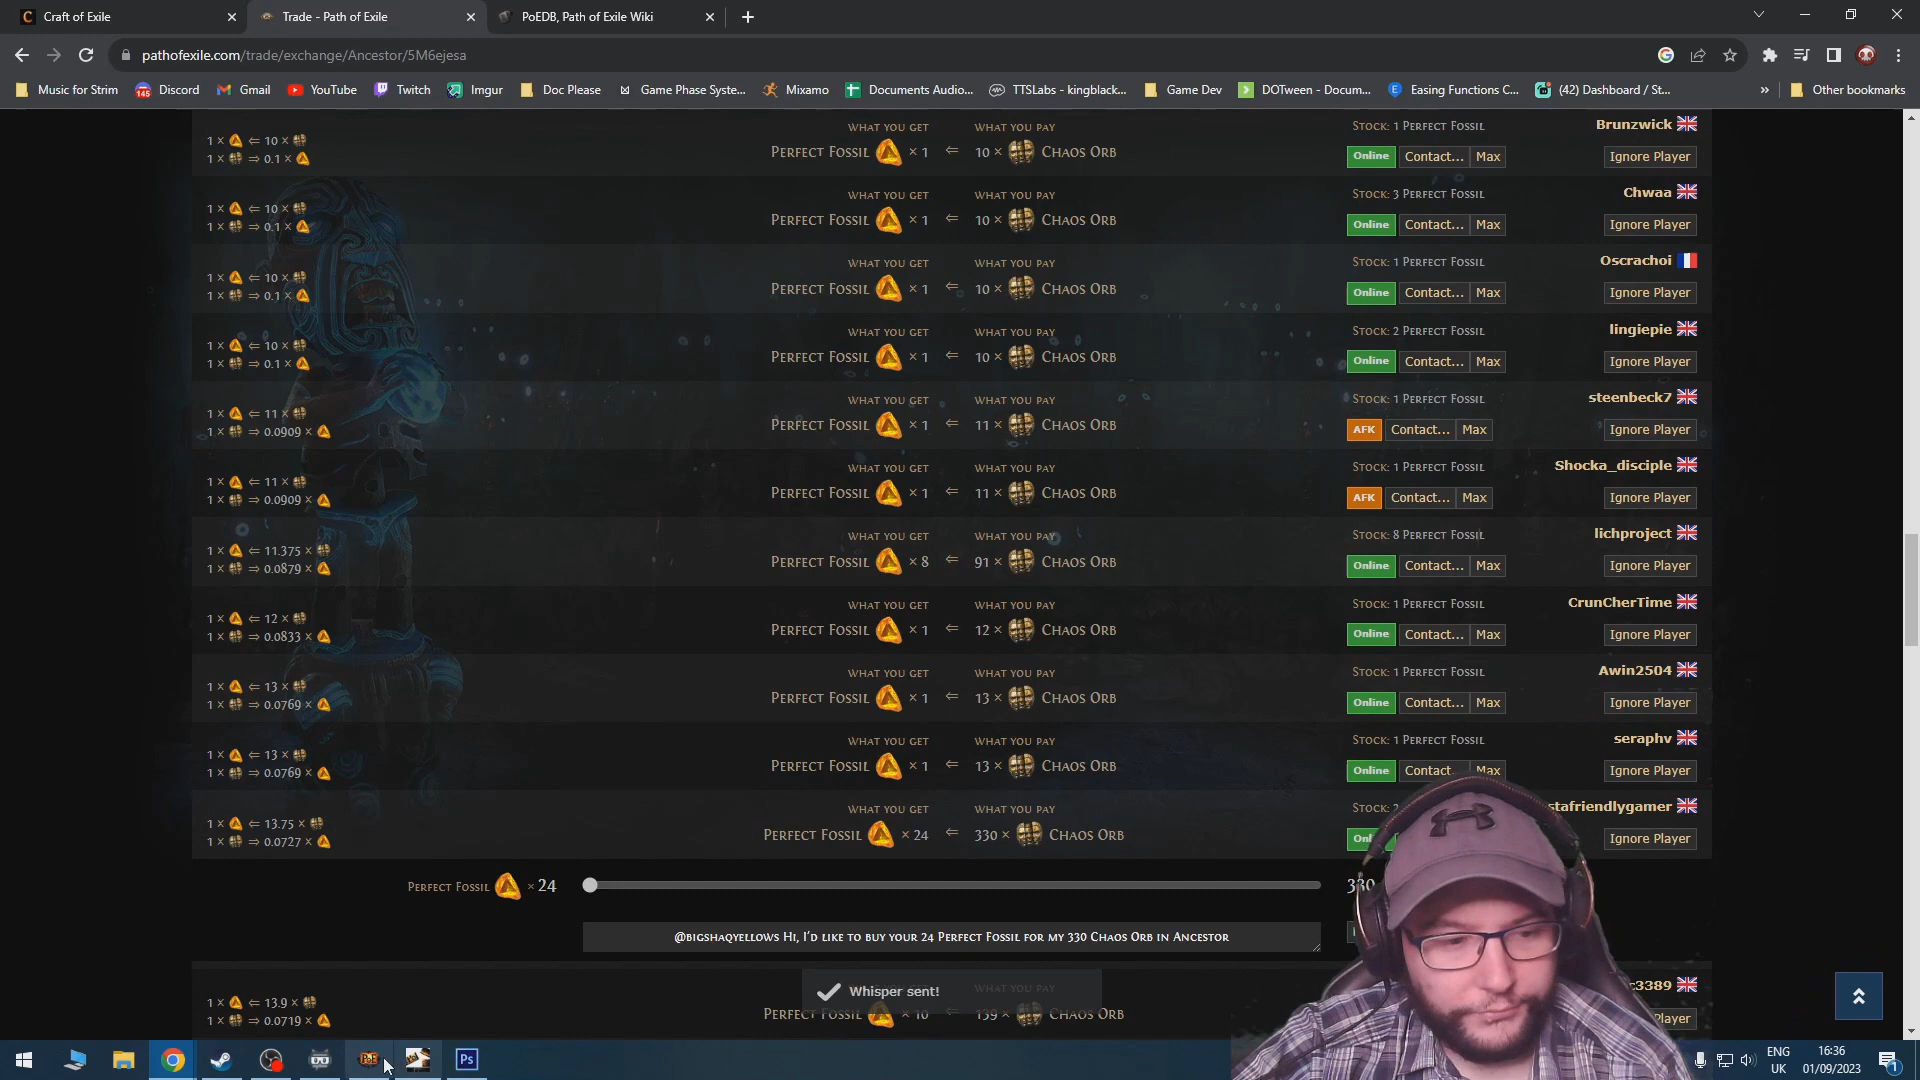 Craft of Exile
Trade - Path of Exile
PoEDB, Path of Exile Wiki
pathofexile.com/trade/exchange/Ancestor/5M6ejesa
Music for Strim
145
Discord
Gmail
YouTube
Twitch
Imgur
Doc Please
Game Phase Syste...
Mixamo
Documents Audio...
TTSLabs - kingblack...
Game Dev
DOTween - Docum...
Easing Functions C...
(42) Dashboard / St...
Other bookmarks
1 × ⇐ 10 ×
1 × ⇒ 0.1 ×
What you get What you pay
Perfect Fossil × 1 ⇐ 10 × Chaos Orb
Stock: 1 Perfect Fossil
Online Contact... Max
Brunzwick
Ignore Player
1 × ⇐ 10 ×
1 × ⇒ 0.1 ×
What you get What you pay
Perfect Fossil × 1 ⇐ 10 × Chaos Orb
Stock: 3 Perfect Fossil
Online Contact... Max
Chwaa
Ignore Player
1 × ⇐ 10 ×
1 × ⇒ 0.1 ×
What you get What you pay
Perfect Fossil × 1 ⇐ 10 × Chaos Orb
Stock: 1 Perfect Fossil
Online Contact... Max
Oscrachoi
Ignore Player
1 × ⇐ 10 ×
1 × ⇒ 0.1 ×
What you get What you pay
Perfect Fossil × 1 ⇐ 10 × Chaos Orb
Stock: 2 Perfect Fossil
Online Contact... Max
lingiepie
Ignore Player
1 × ⇐ 11 ×
1 × ⇒ 0.0909 ×
What you get What you pay
Perfect Fossil × 1 ⇐ 11 × Chaos Orb
Stock: 1 Perfect Fossil
AFK Contact... Max
steenbeck7
Ignore Player
1 × ⇐ 11 ×
1 × ⇒ 0.0909 ×
What you get What you pay
Perfect Fossil × 1 ⇐ 11 × Chaos Orb
Stock: 1 Perfect Fossil
AFK Contact... Max
Shocka_disciple
Ignore Player
1 × ⇐ 11.375 ×
1 × ⇒ 0.0879 ×
What you get What you pay
Perfect Fossil × 8 ⇐ 91 × Chaos Orb
Stock: 8 Perfect Fossil
Online Contact... Max
lichproject
Ignore Player
1 × ⇐ 12 ×
1 × ⇒ 0.0833 ×
What you get What you pay
Perfect Fossil × 1 ⇐ 12 × Chaos Orb
Stock: 1 Perfect Fossil
Online Contact... Max
CrunCherTime
Ignore Player
1 × ⇐ 13 ×
1 × ⇒ 0.0769 ×
What you get What you pay
Perfect Fossil × 1 ⇐ 13 × Chaos Orb
Stock: 1 Perfect Fossil
Online Contact... Max
Awin2504
Ignore Player
1 × ⇐ 13 ×
1 × ⇒ 0.0769 ×
What you get What you pay
Perfect Fossil × 1 ⇐ 13 × Chaos Orb
Stock: 1 Perfect Fossil
Online Contact Max
seraphv
Ignore Player
1 × ⇐ 13.75 ×
1 × ⇒ 0.0727 ×
What you get What you pay
Perfect Fossil × 24 ⇐ 330 × Chaos Orb
Stock:
stafriendlygamer
Ignore Player
Perfect Fossil × 24
330
@bigshaqyellows Hi, I'd like to buy your 24 Perfect Fossil for my 330 Chaos Orb in Ancestor
1 × ⇐ 13.9 ×
1 × ⇒ 0.0719 ×
Whisper sent!
Perfect Fossil × 10 139 × Chaos Orb
c3389
Player
PoE
Ps
ENG
UK
16:36
01/09/2023
1